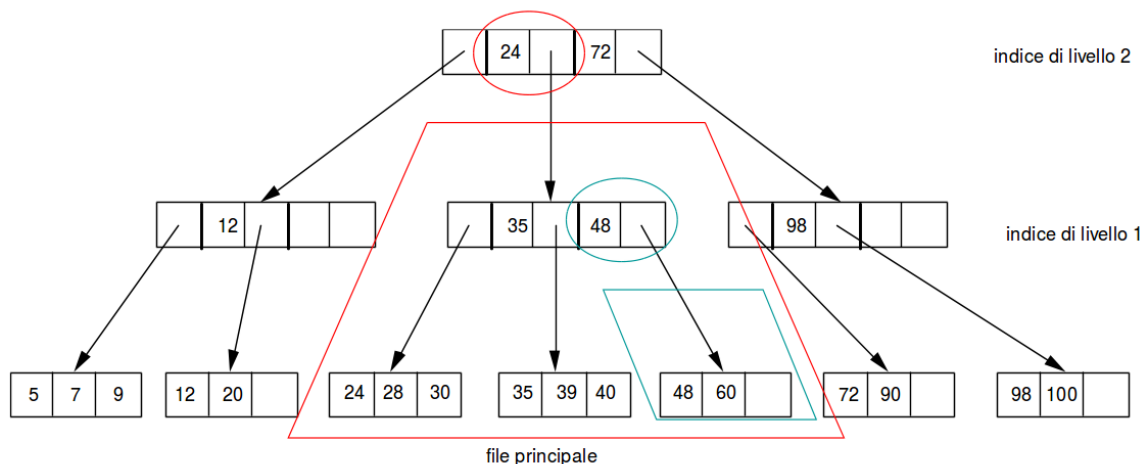 24 72
indice di livello 2
12 35 48 98
indice di livello 1
5 7 9 12 20 24 28 30 35 39 40 48 60 72 90 98 100
file principale